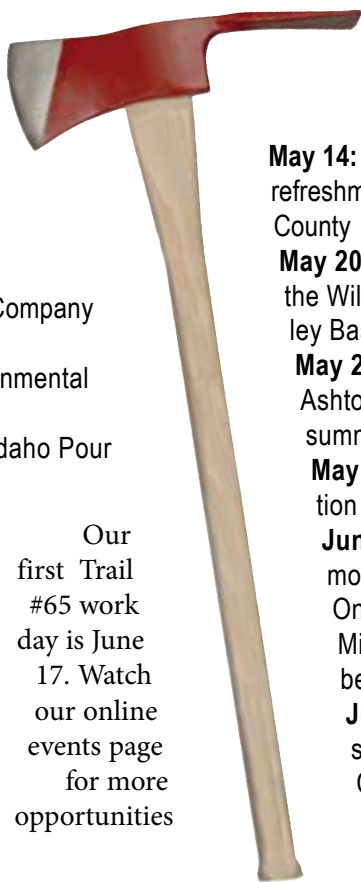 Company
nmental
daho Pour
Our
first Trail
#65 work
day is June
17. Watch
our online
events page
for more
opportunities
May 14:
refreshm
County
May 20
the Wil
ley Ba
May 2
Ashto
summ
May
tion
Jun
mo
On
Mi
be
J
s